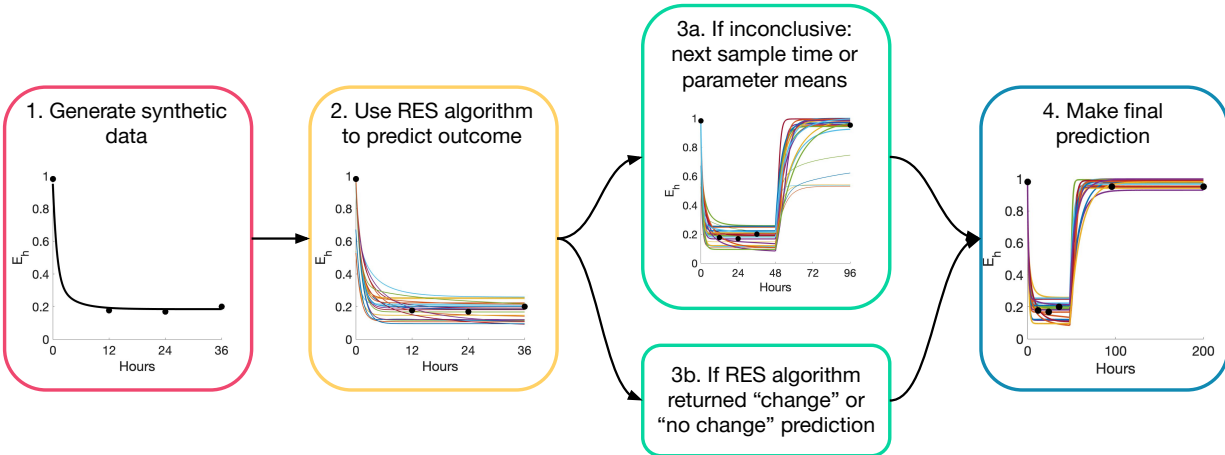 1. Generate synthetic
data
1
0.8
0.6
E_h
0.4
0.2
0
0 12 24 36
Hours
2. Use RES algorithm
to predict outcome
1
0.8
0.6
E_h
0.4
0.2
0
0 12 24 36
Hours
3a. If inconclusive:
next sample time or
parameter means
1
0.8
0.6
E_h
0.4
0.2
0
0 24 48 72 96
Hours
3b. If RES algorithm
returned “change” or
“no change” prediction
4. Make final
prediction
1
0.8
0.6
E_h
0.4
0.2
0
0 100 200
Hours